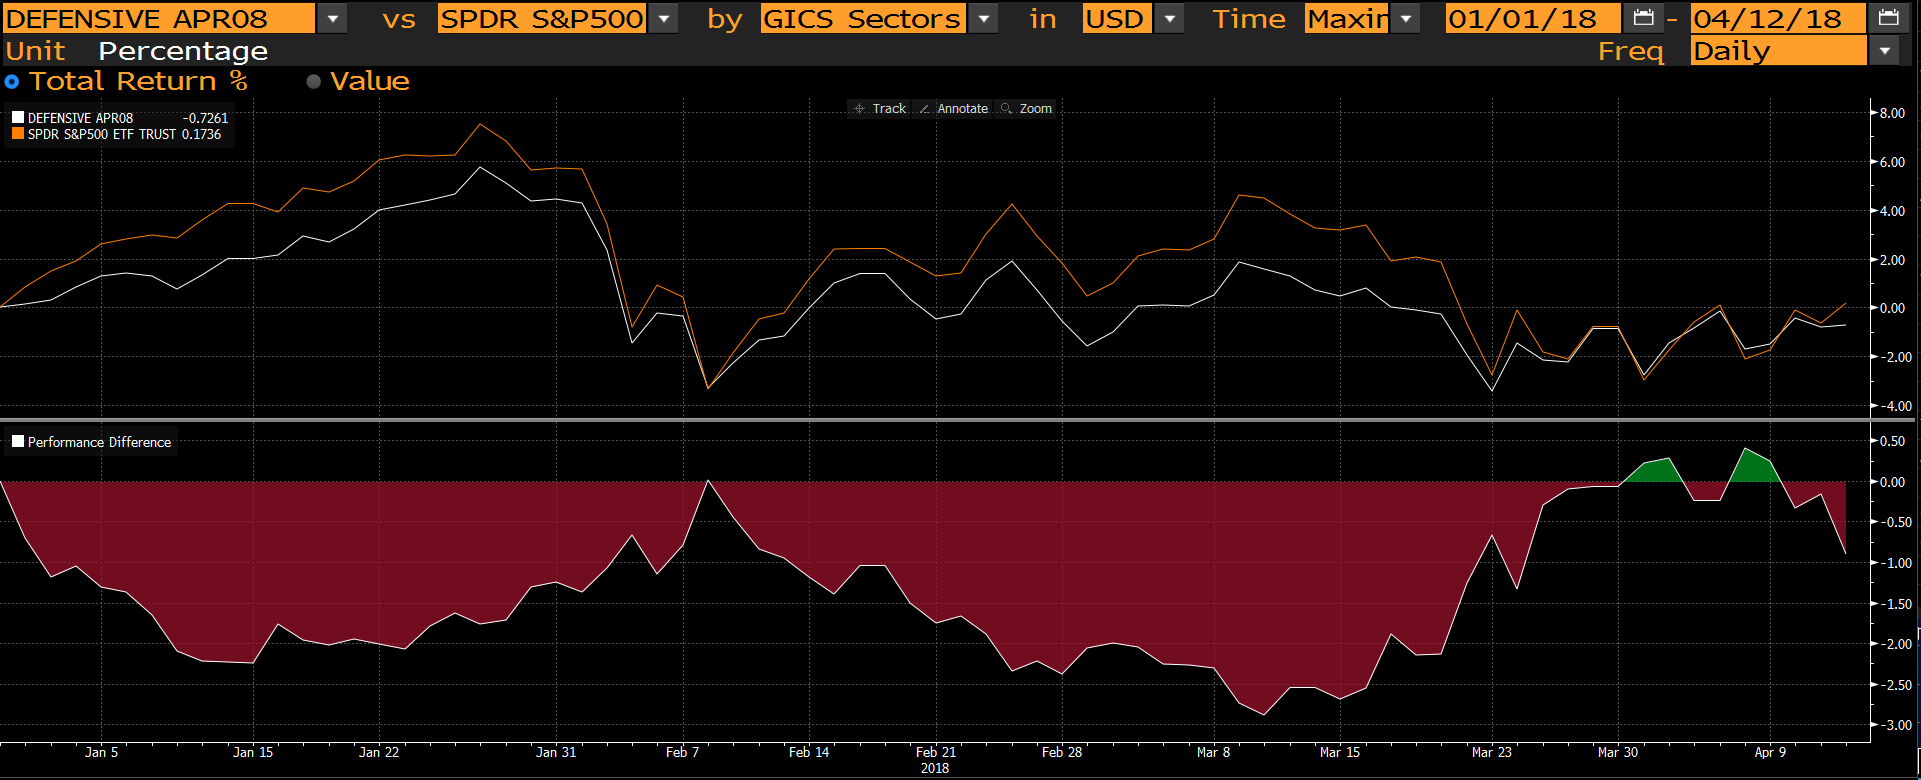 DEFENSIVE APR08 vs SPDR S&P500 by GICS Sectors in USD Time Maxir 01/01/18 - 04/12/18
Unit Percentage Freq Daily
Total Return % Value
Track Annotate Zoom
DEFENSIVE APR08 -0.7261
SPDR S&P500 ETF TRUST 0.1736
8.00
6.00
4.00
2.00
0.00
-2.00
-4.00
Performance Difference
0.50
0.00
-0.50
-1.00
-1.50
-2.00
-2.50
-3.00
Jan 5 Jan 15 Jan 22 Jan 31 Feb 7 Feb 14 Feb 21 Feb 28 Mar 8 Mar 15 Mar 23 Mar 30 Apr 9
2018